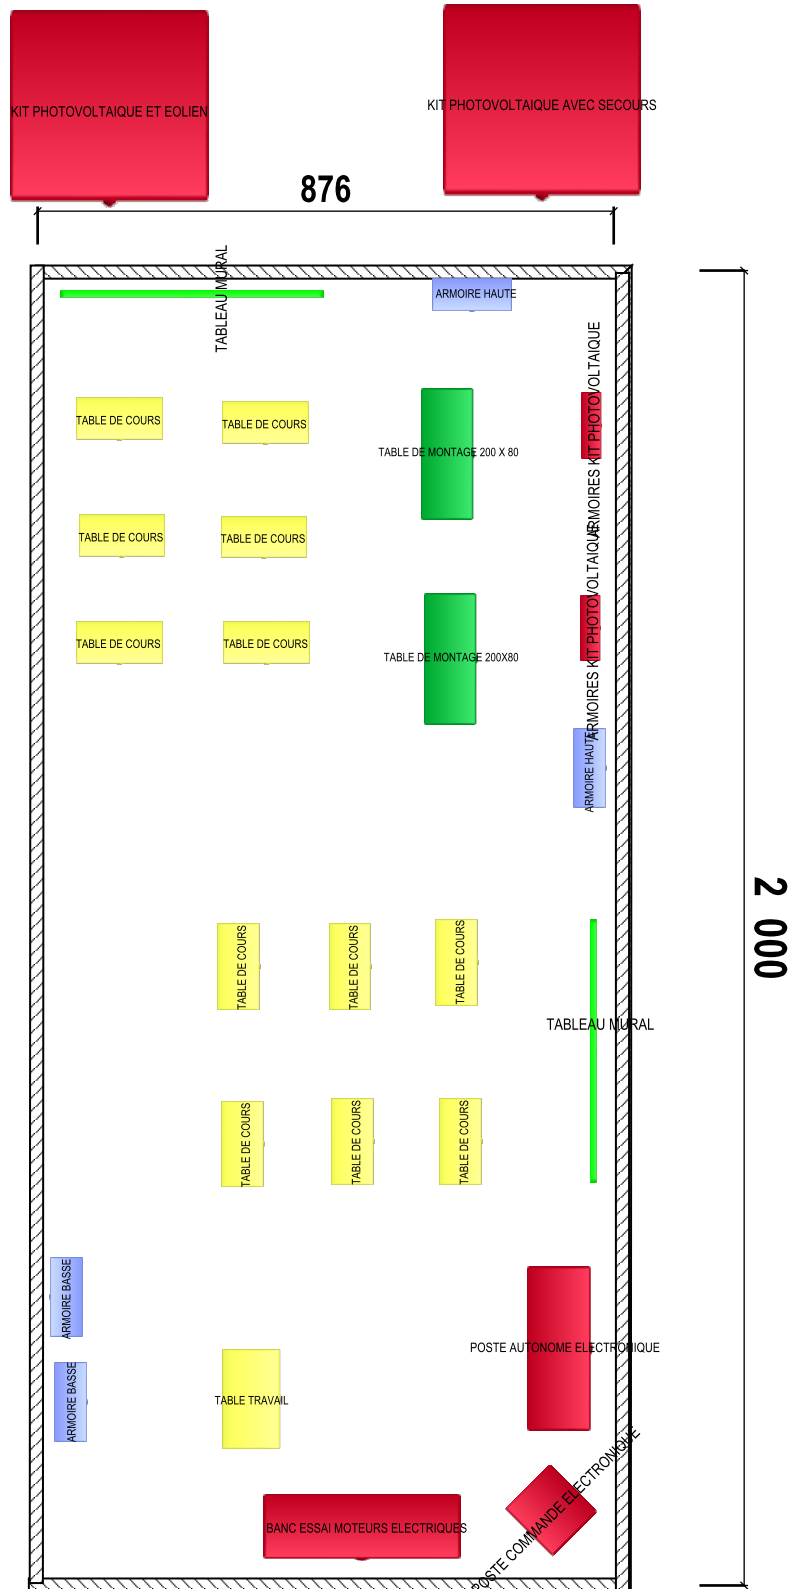 KIT PHOTOVOLTAIQUE ET EOLIEN
KIT PHOTOVOLTAIQUE AVEC SECOURS
876
TABLEAU MURAL
ARMOIRE HAUTE
ARMOIRES KIT PHOTOVOLTAIQUE
TABLE DE COURS
TABLE DE COURS
TABLE DE MONTAGE 200 X 80
TABLE DE COURS
TABLE DE COURS
ARMOIRES KIT PHOTOVOLTAIQUE
TABLE DE COURS
TABLE DE COURS
TABLE DE MONTAGE 200X80
ARMOIRE HAUTE
2 000
TABLE DE COURS
TABLE DE COURS
TABLE DE COURS
TABLEAU MURAL
TABLE DE COURS
TABLE DE COURS
TABLE DE COURS
ARMOIRE BASSE
POSTE AUTONOME ELECTRONIQUE
ARMOIRE BASSE
TABLE TRAVAIL
BANC ESSAI MOTEURS ELECTRIQUES
POSTE COMMANDE ELECTRONIQUE